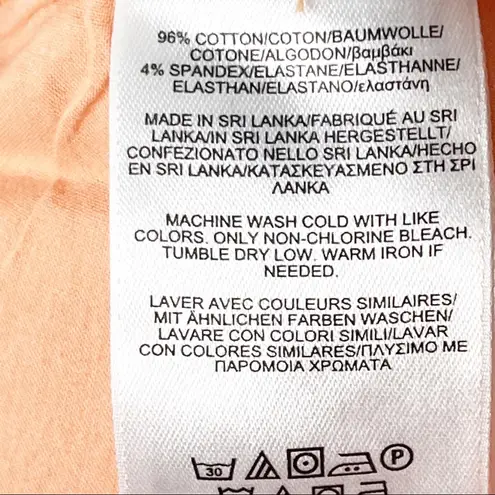 96% COTTON/COTON/BAUMWOLLE/
COTONE/ALGODON/βαμβάκι
4% SPANDEX/ELASTANE/ELASTHANNE/
ELASTHAN/ELASTANO/ελαστάνη
MADE IN SRI LANKA/FABRIQUÉ AU SRI
LANKA/IN SRI LANKA HERGESTELLT/
CONFEZIONATO NELLO SRI LANKA/HECHO
EN SRI LANKA/ΚΑΤΑΣΚΕΥΑΣΜΕΝΟ ΣΤΗ ΣΡΙ
ΛΑΝΚΑ
MACHINE WASH COLD WITH LIKE
COLORS. ONLY NON-CHLORINE BLEACH.
TUMBLE DRY LOW. WARM IRON IF
NEEDED.
LAVER AVEC COULEURS SIMILAIRES/
MIT ÄHNLICHEN FARBEN WASCHEN/
LAVARE CON COLORI SIMILI/LAVAR
CON COLORES SIMILARES/ΠΛΥΣΙΜΟ ΜΕ
ΠΑΡΟΜΟΙΑ ΧΡΩΜΑΤΑ
30 P